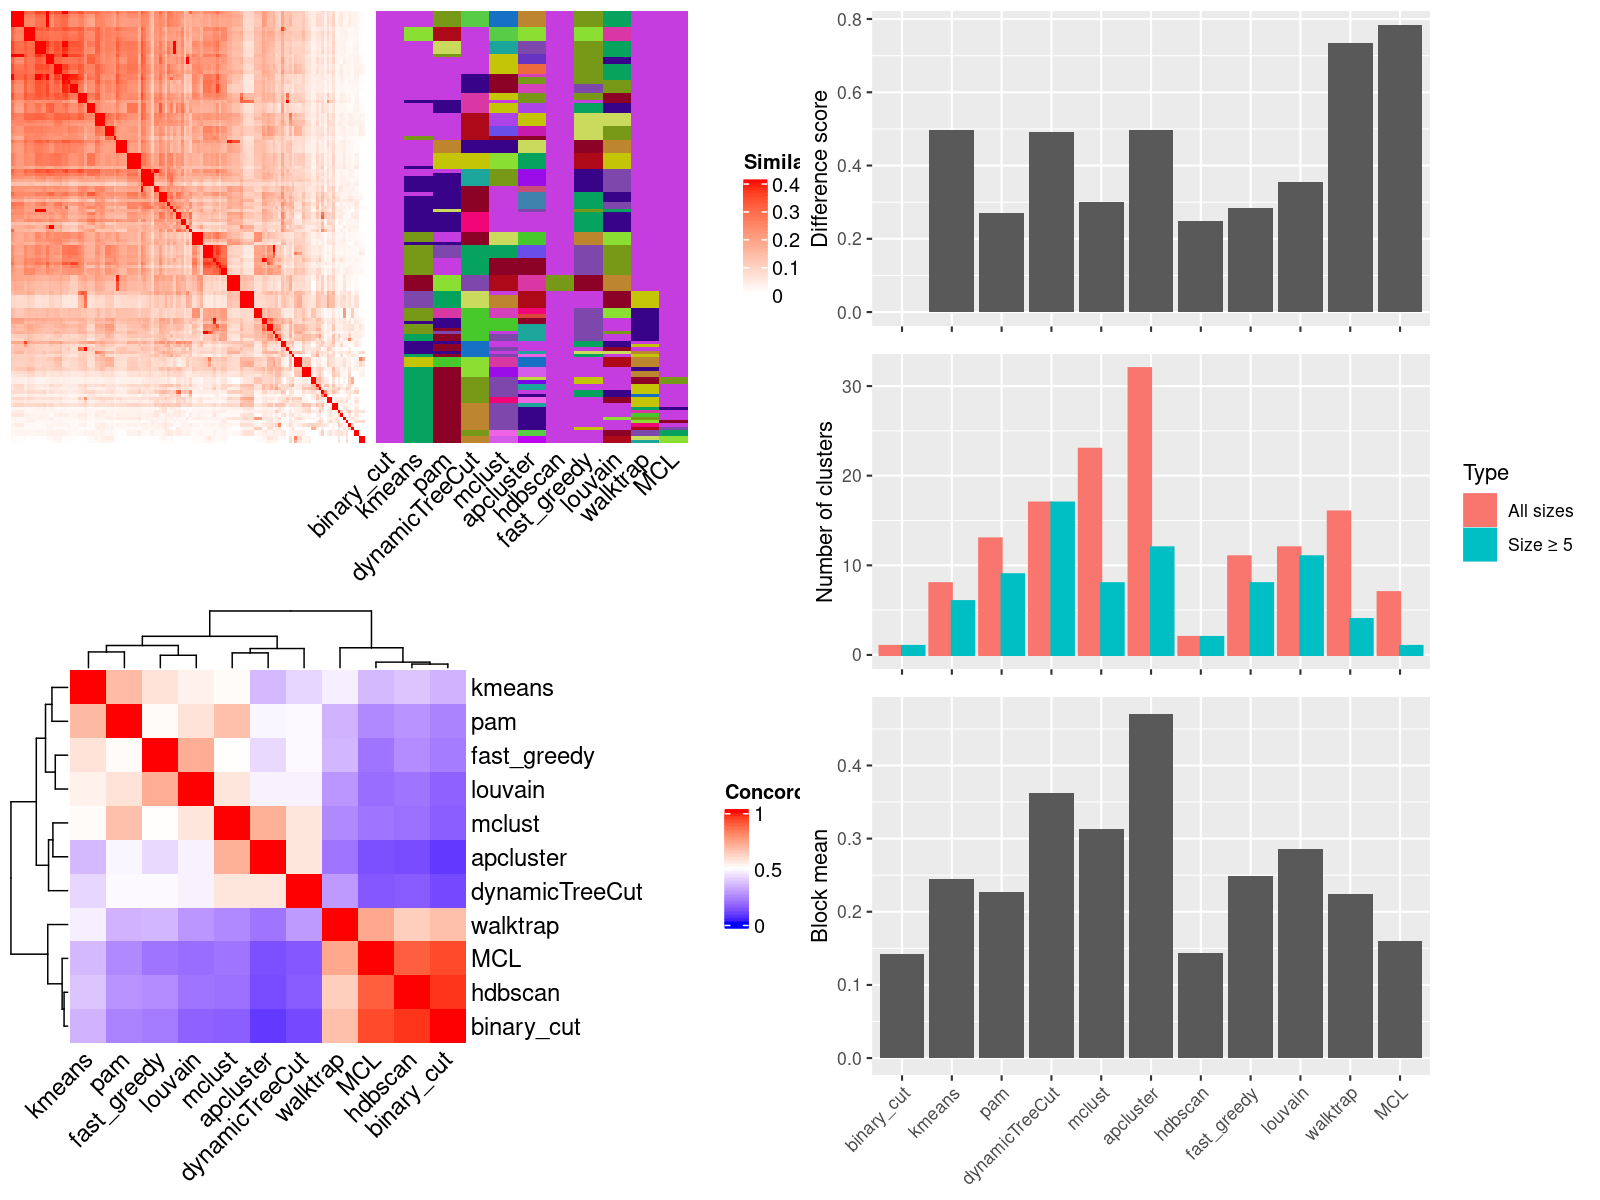 Simila
0.4
0.3
0.2
0.1
0
binary_cut
kmeans
pam
dynamicTreeCut
mclust
apcluster
hdbscan
fast_greedy
louvain
walktrap
MCL
kmeans
pam
fast_greedy
louvain
mclust
apcluster
dynamicTreeCut
walktrap
MCL
hdbscan
binary_cut
kmeans
pam
fast_greedy
louvain
mclust
apcluster
dynamicTreeCut
walktrap
MCL
hdbscan
binary_cut
Concord
1
0.5
0
Difference score
0.8
0.6
0.4
0.2
0.0
Number of clusters
30
20
10
0
Type
All sizes
Size ≥ 5
Block mean
0.4
0.3
0.2
0.1
0.0
binary_cut
kmeans
pam
dynamicTreeCut
mclust
apcluster
hdbscan
fast_greedy
louvain
walktrap
MCL